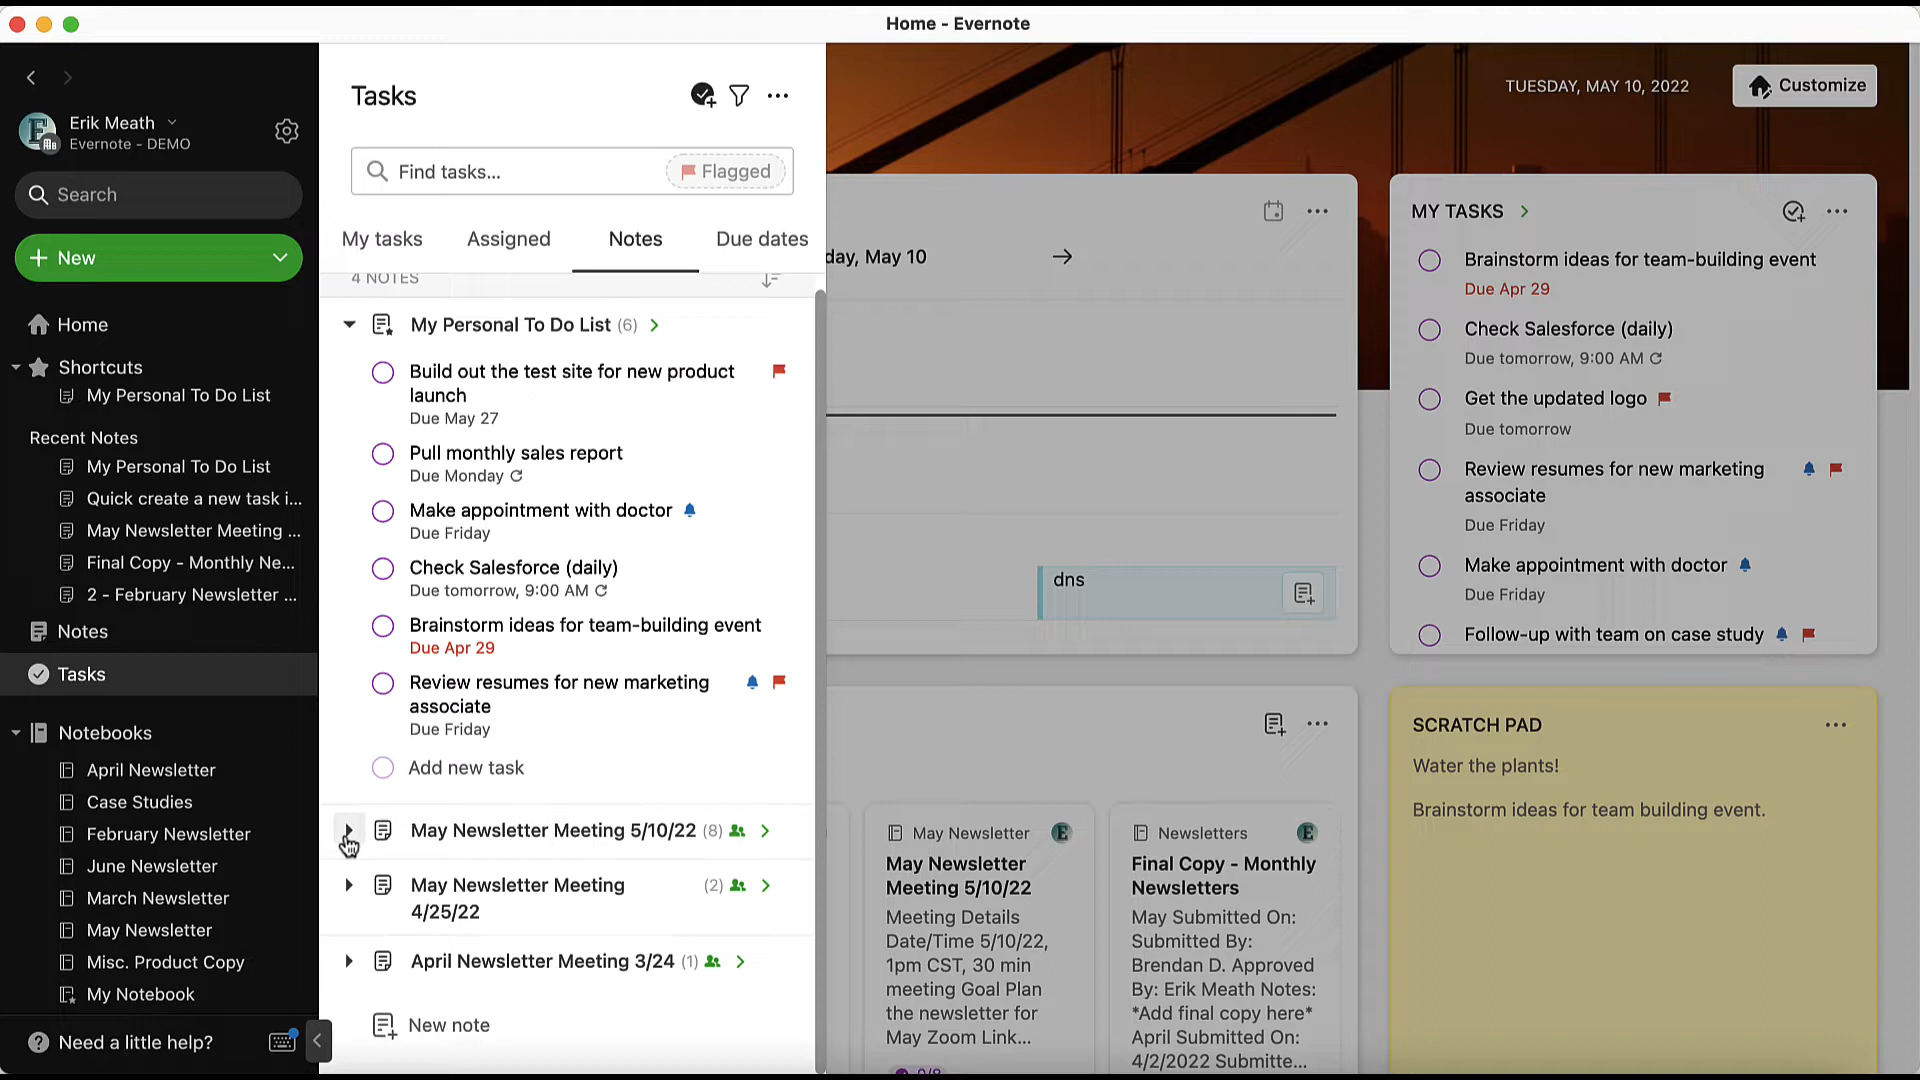 Home - Evernote
Erik Meath
Evernote - DEMO
Search
New
Home
Shortcuts
My Personal To Do List
Recent Notes
My Personal To Do List
Quick create a new task i...
May Newsletter Meeting ...
Final Copy - Monthly Ne...
2 - February Newsletter ...
Notes
Tasks
Notebooks
April Newsletter
Case Studies
February Newsletter
June Newsletter
March Newsletter
May Newsletter
Misc. Product Copy
My Notebook
Need a little help?
Tasks
Find tasks...
Flagged
My tasks
Assigned
Notes
Due dates
4 NOTES
My Personal To Do List (6)
Build out the test site for new product
launch
Due May 27
Pull monthly sales report
Due Monday
Make appointment with doctor
Due Friday
Check Salesforce (daily)
Due tomorrow, 9:00 AM
Brainstorm ideas for team-building event
Due Apr 29
Review resumes for new marketing
associate
Due Friday
Add new task
May Newsletter Meeting 5/10/22 (8)
May Newsletter Meeting (2)
4/25/22
April Newsletter Meeting 3/24 (1)
New note
TUESDAY, MAY 10, 2022
Customize
day, May 10
dns
MY TASKS
Brainstorm ideas for team-building event
Due Apr 29
Check Salesforce (daily)
Due tomorrow, 9:00 AM
Get the updated logo
Due tomorrow
Review resumes for new marketing
associate
Due Friday
Make appointment with doctor
Due Friday
Follow-up with team on case study
May Newsletter
May Newsletter
Meeting 5/10/22
Meeting Details
Date/Time 5/10/22,
1pm CST, 30 min
meeting Goal Plan
the newsletter for
May Zoom Link...
0/8
Newsletters
Final Copy - Monthly
Newsletters
May Submitted On:
Submitted By:
Brendan D. Approved
By: Erik Meath Notes:
*Add final copy here*
April Submitted On:
4/2/2022 Submitte...
SCRATCH PAD
Water the plants!
Brainstorm ideas for team building event.